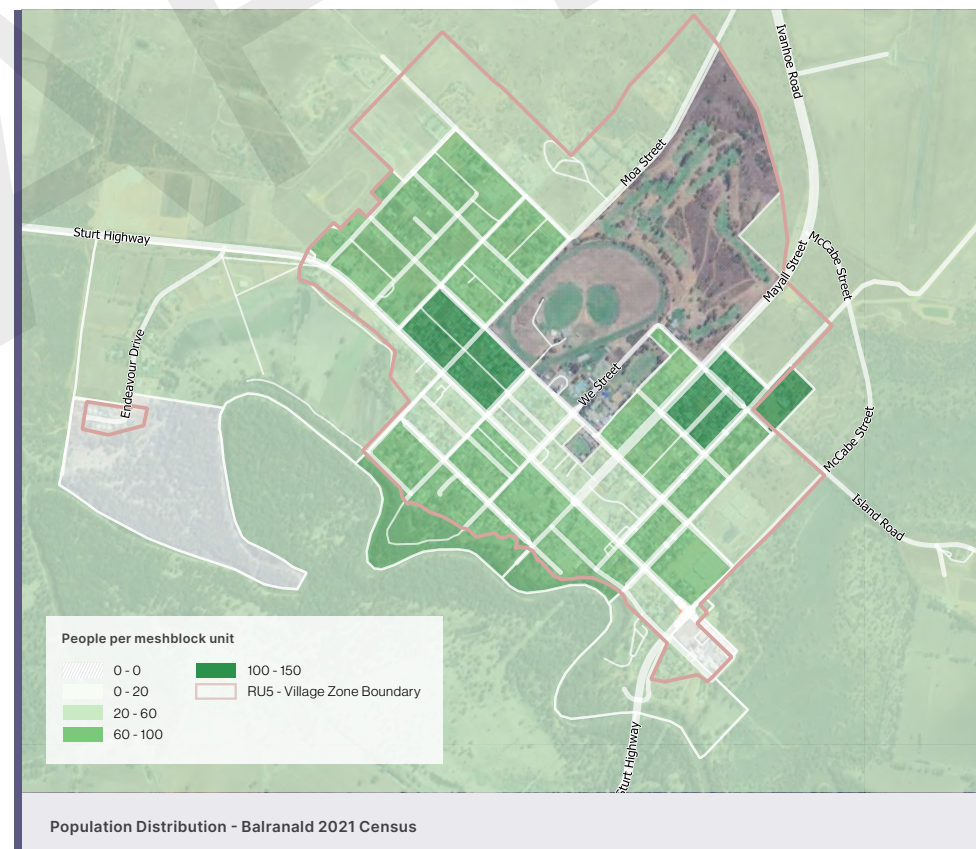 Ivanhoe Road
Moa Street
Sturt Highway
McCabe Street
Mayall Street
Endeavour Drive
We Street
McCabe Street
Island Road
People per meshblock unit
0 - 0
0 - 20
20 - 60
60 - 100
100 - 150
RU5 - Village Zone Boundary
Sturt Highway
Population Distribution - Balranald 2021 Census